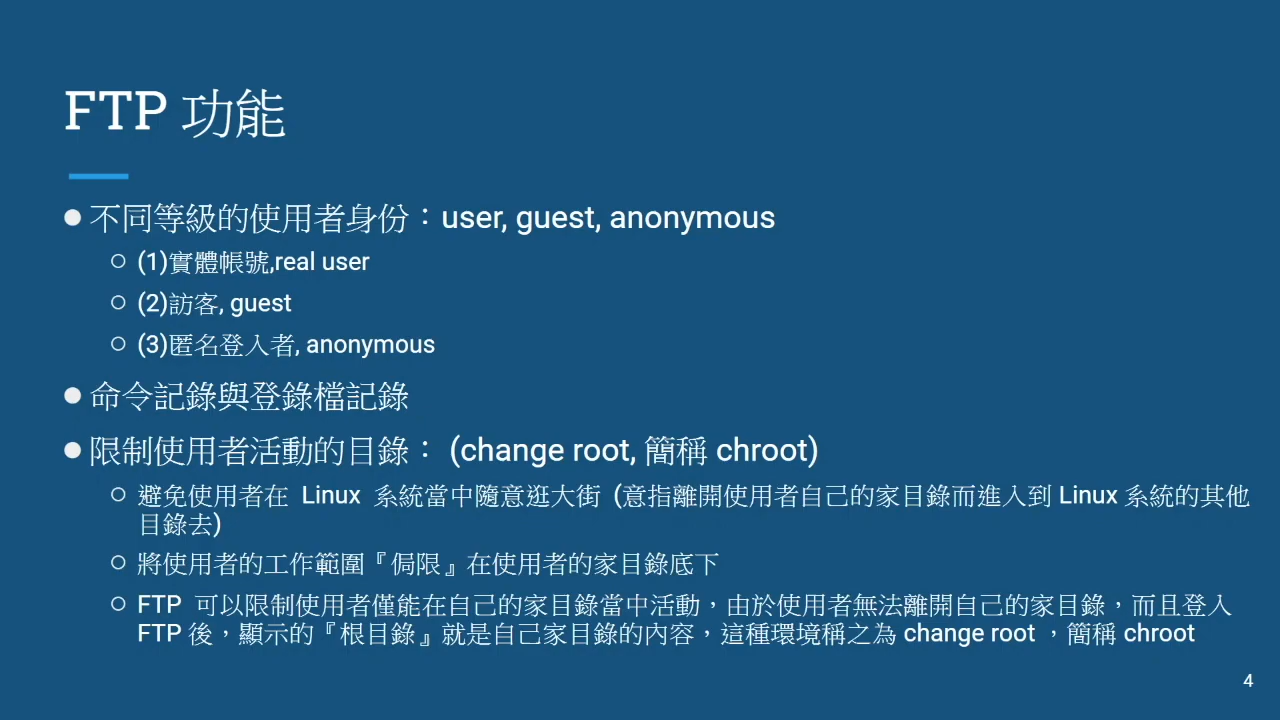 FTP 功能
● 不同等級的使用者身份：user, guest, anonymous
○ (1)實體帳號,real user
○ (2)訪客, guest
○ (3)匿名登入者, anonymous
● 命令記錄與登錄檔記錄
● 限制使用者活動的目錄： (change root, 簡稱 chroot)
○ 避免使用者在 Linux 系統當中隨意逛大街 (意指離開使用者自己的家目錄而進入到 Linux 系統的其他
目錄去)
○ 將使用者的工作範圍『侷限』在使用者的家目錄底下
○ FTP 可以限制使用者僅能在自己的家目錄當中活動，由於使用者無法離開自己的家目錄，而且登入
FTP 後，顯示的『根目錄』就是自己家目錄的內容，這種環境稱之為 change root ，簡稱 chroot
4